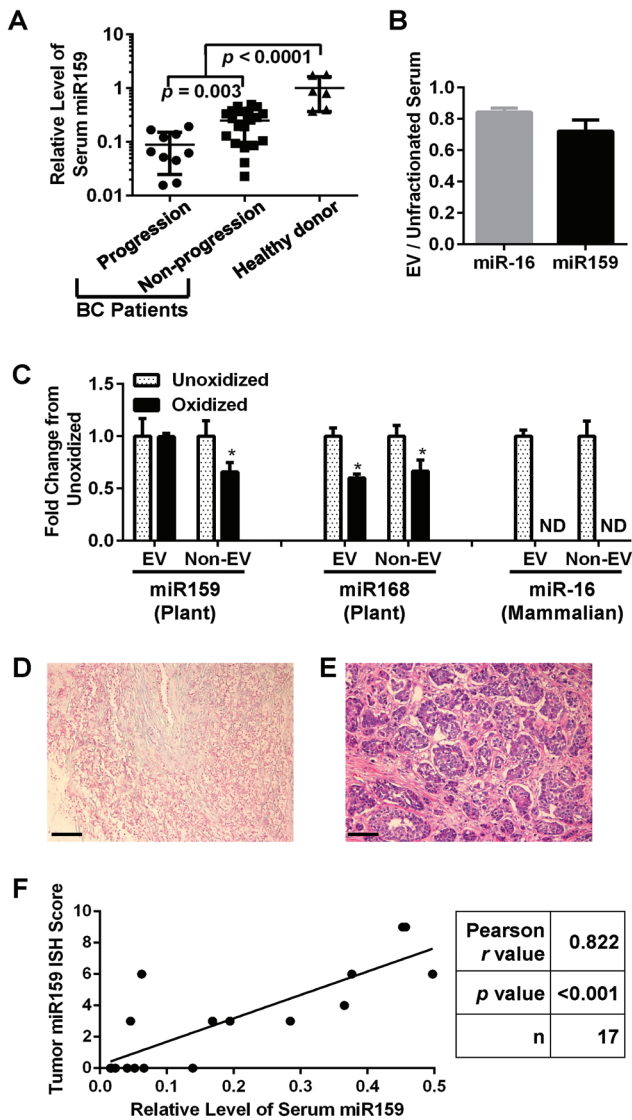 A
Relative Level of
Serum miR159
10
1
0.1
0.01
p < 0.0001
p = 0.003
Progression
Non-progression
Healthy donor
BC Patients
B
EV / Unfractionated Serum
1.0
0.8
0.6
0.4
0.2
0.0
miR-16
miR159
C
Fold Change from
Unoxidized
1.5
1.0
0.5
0.0
Unoxidized
Oxidized
*
*
*
ND
ND
EV
Non-EV
EV
Non-EV
EV
Non-EV
miR159
(Plant)
miR168
(Plant)
miR-16
(Mammalian)
D
E
F
Tumor miR159 ISH Score
10
8
6
4
2
0
0.0
0.1
0.2
0.3
0.4
0.5
Relative Level of Serum miR159
Pearson
r value
0.822
p value
<0.001
n
17